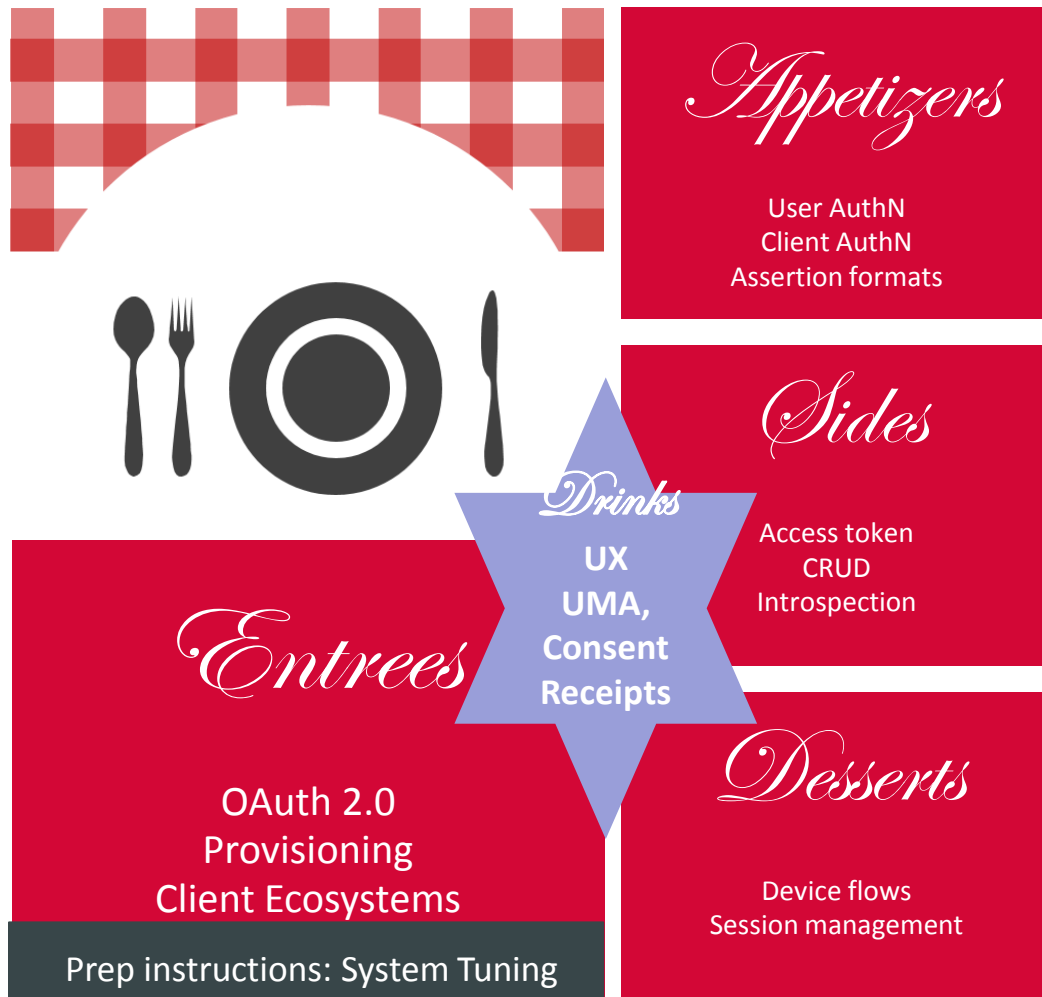 Appetizers
User AuthN
Client AuthN
Assertion formats
Sides
Access token
CRUD
Introspection
Drinks
UX
UMA,
Consent
Receipts
Entrees
OAuth 2.0
Provisioning
Client Ecosystems
Prep instructions: System Tuning
Desserts
Device flows
Session management